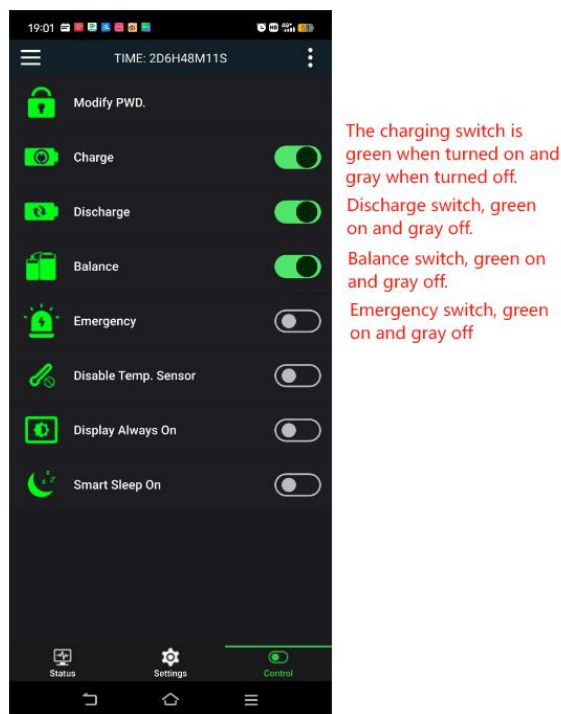 19:01
TIME: 2D6H48M11S
Modify PWD.
Charge
The charging switch is
green when turned on and
gray when turned off.
Discharge
Discharge switch, green
on and gray off.
Balance
Balance switch, green on
and gray off.
Emergency
Emergency switch, green
on and gray off
Disable Temp. Sensor
Display Always On
Smart Sleep On
Status
Settings
Control